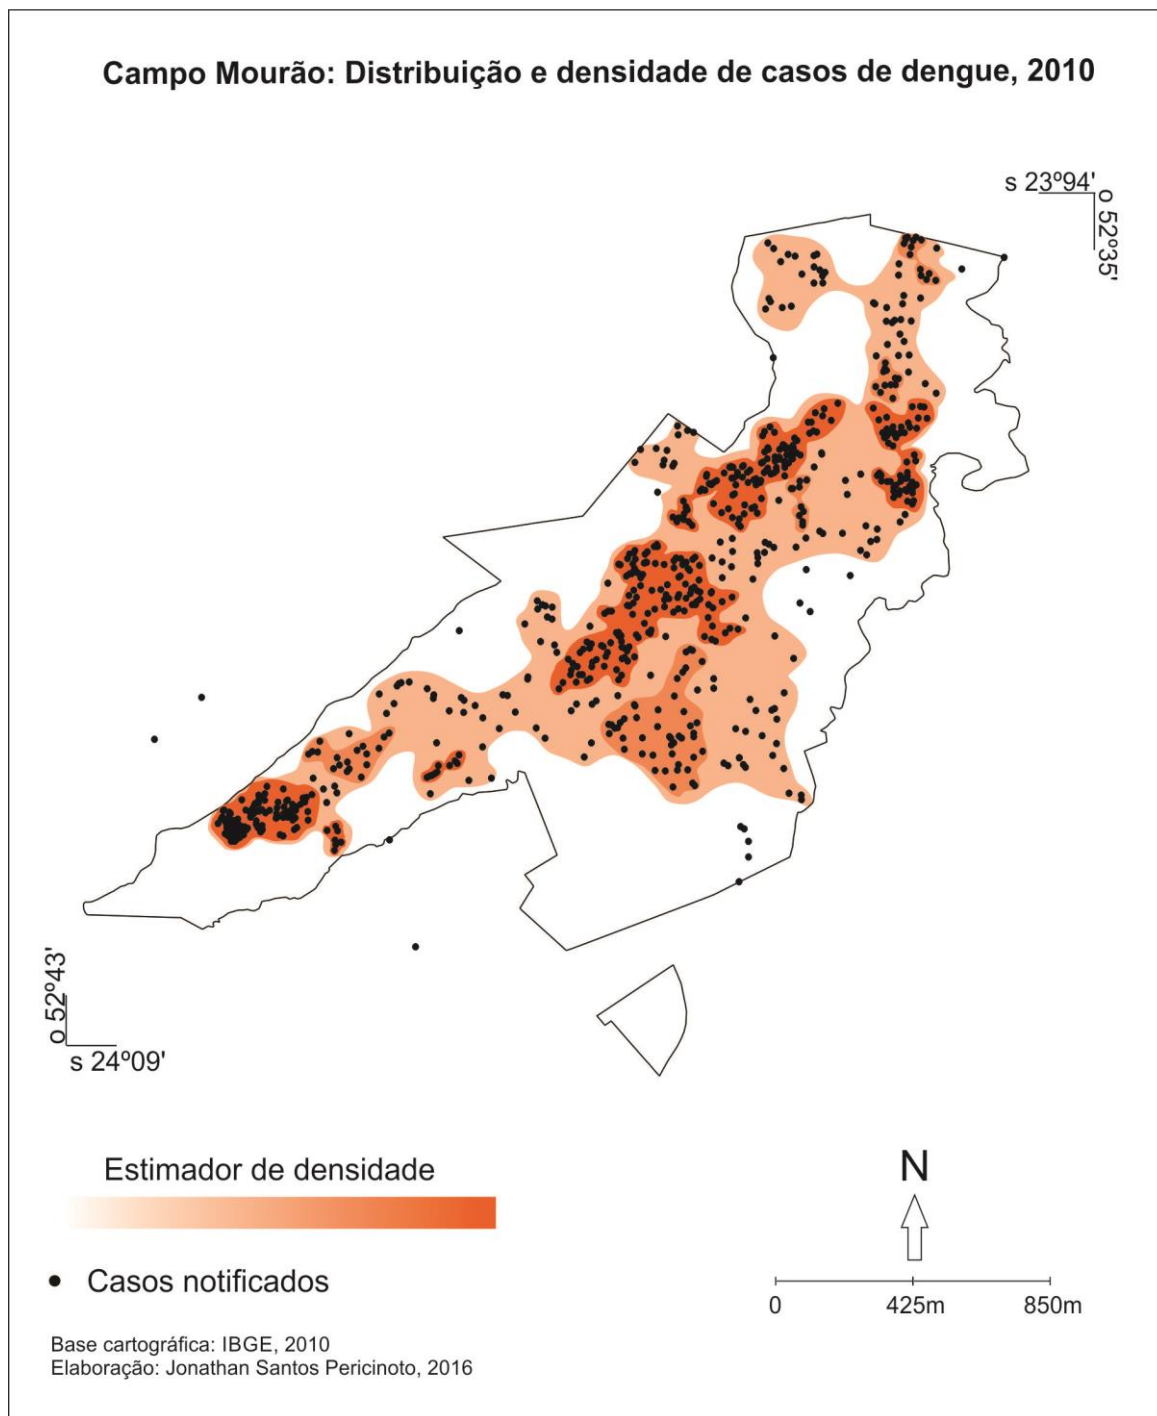 Campo Mourão: Distribuição e densidade de casos de dengue, 2010
s 23º94'
o 52º35'
o 52º43'
s 24º09'
Estimador de densidade
N
Casos notificados
0 425m 850m
Base cartográfica: IBGE, 2010
Elaboração: Jonathan Santos Pericinoto, 2016